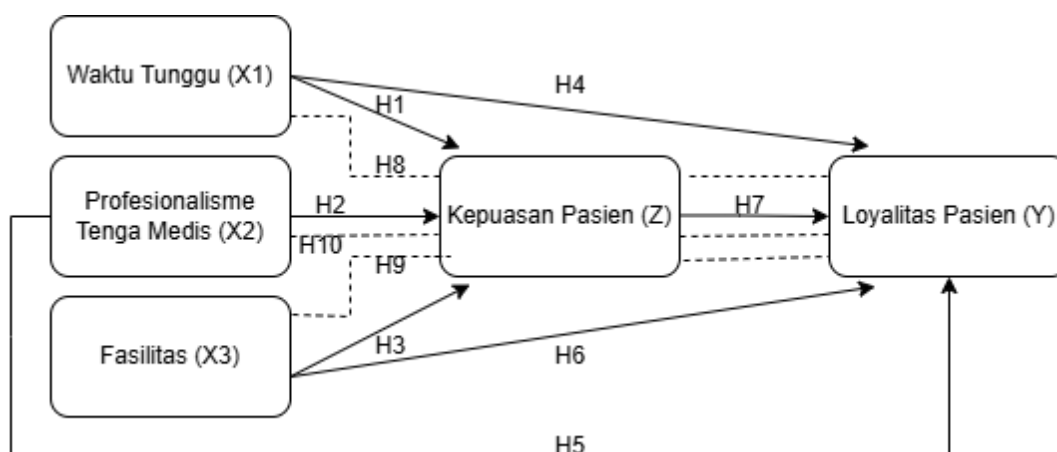 Waktu Tunggu (X1)
H4
H1
H8
Profesionalisme
Tenga Medis (X2)
H2
Kepuasan Pasien (Z)
H7
Loyalitas Pasien (Y)
H10
H9
Fasilitas (X3)
H3
H6
H5